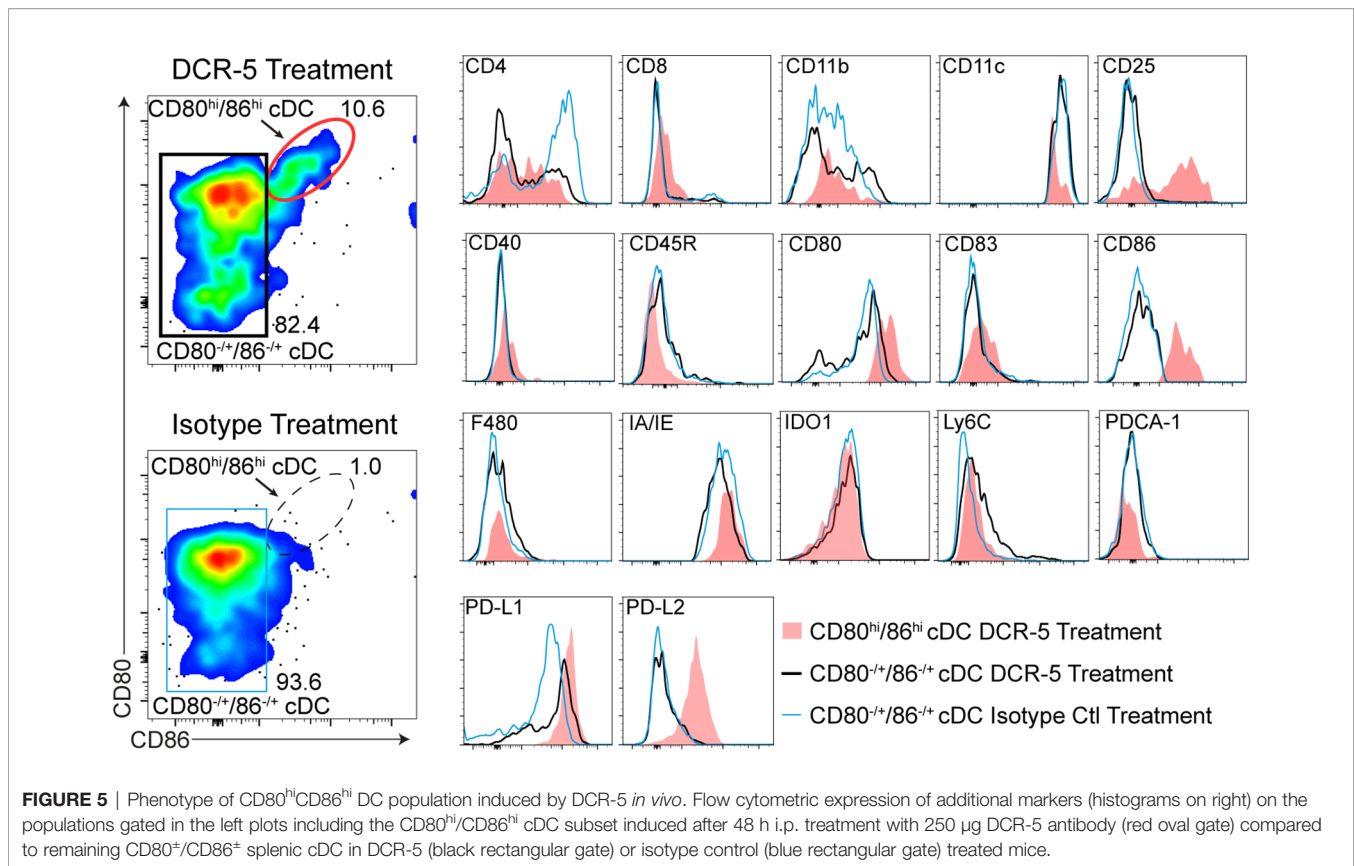 DCR-5 Treatment
CD80hi/86hi cDC 10.6
82.4
CD80-/+/86-/+ cDC
Isotype Treatment
CD80hi/86hi cDC 1.0
93.6
CD80-/+/86-/+ cDC
CD80
CD86
CD4 CD8 CD11b CD11c CD25
CD40 CD45R CD80 CD83 CD86
F480 IA/IE IDO1 Ly6C PDCA-1
PD-L1 PD-L2
CD80hi/86hi cDC DCR-5 Treatment
CD80-/+/86-/+ cDC DCR-5 Treatment
CD80-/+/86-/+ cDC Isotype Ctl Treatment
FIGURE 5 | Phenotype of CD80hiCD86hi DC population induced by DCR-5 in vivo. Flow cytometric expression of additional markers (histograms on right) on the
populations gated in the left plots including the CD80hi/CD86hi cDC subset induced after 48 h i.p. treatment with 250 µg DCR-5 antibody (red oval gate) compared
to remaining CD80±/CD86± splenic cDC in DCR-5 (black rectangular gate) or isotype control (blue rectangular gate) treated mice.